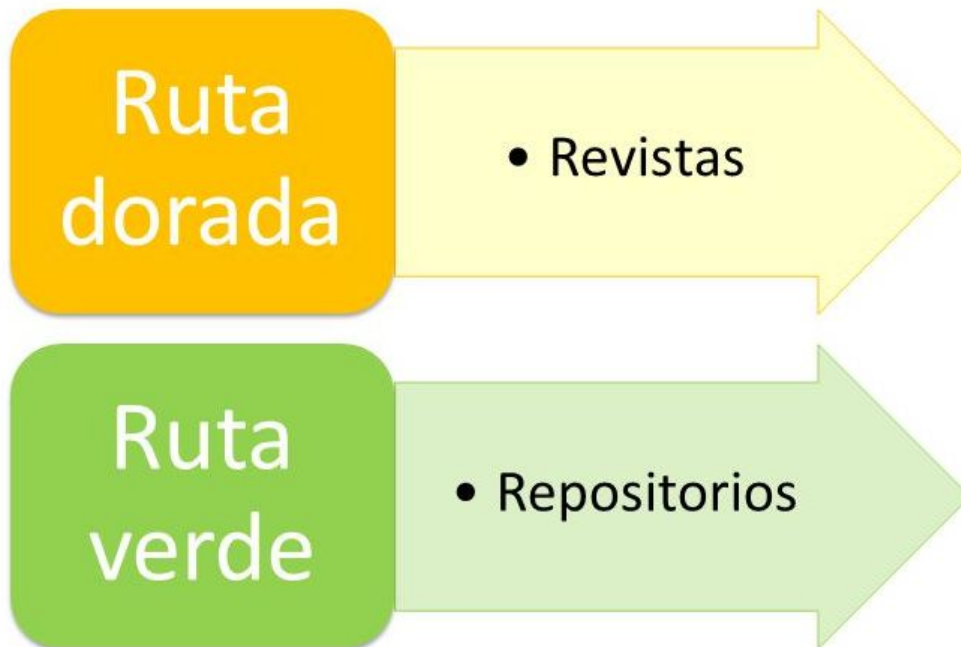 Ruta
dorada
• Revistas
Ruta
verde
• Repositorios